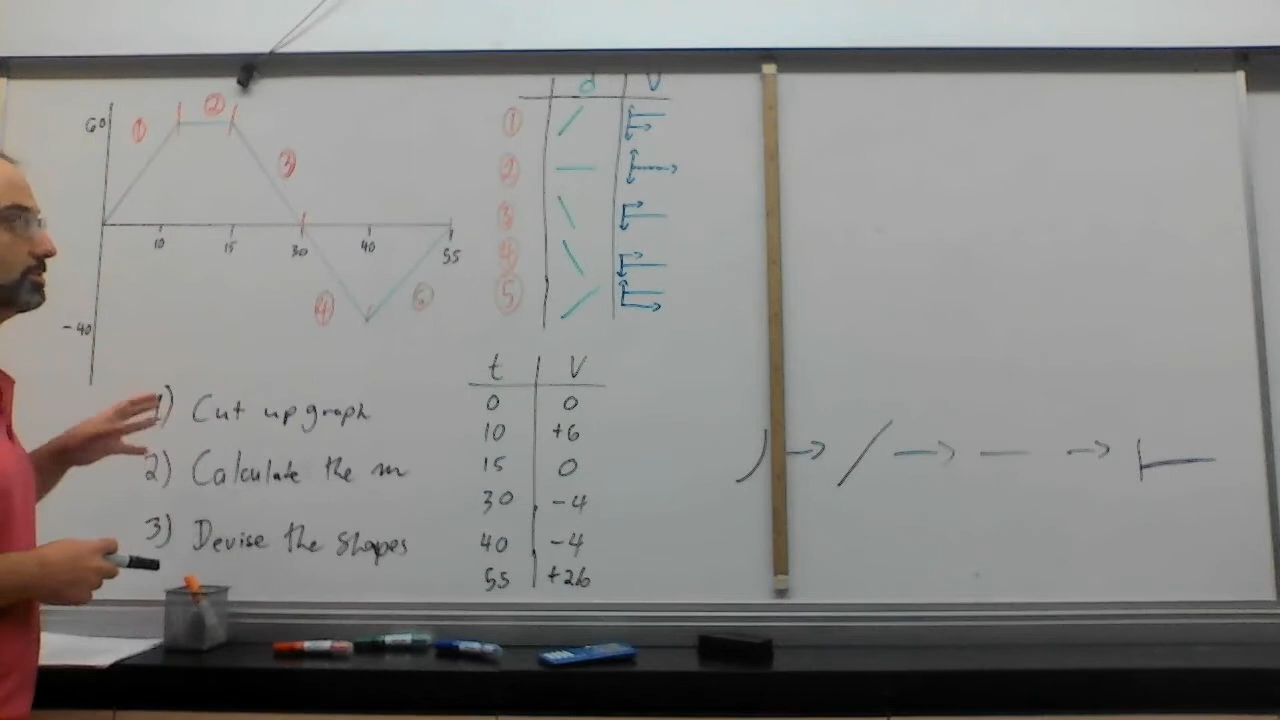 60
① ② ③
10 15 30 40 55
④ ⑤
-40
d V
①
②
③
④
⑤
1) Cut up graph
2) Calculate the m
3) Devise the shapes
t V
0 0
10 +6
15 0
30 -4
40 -4
55 +26